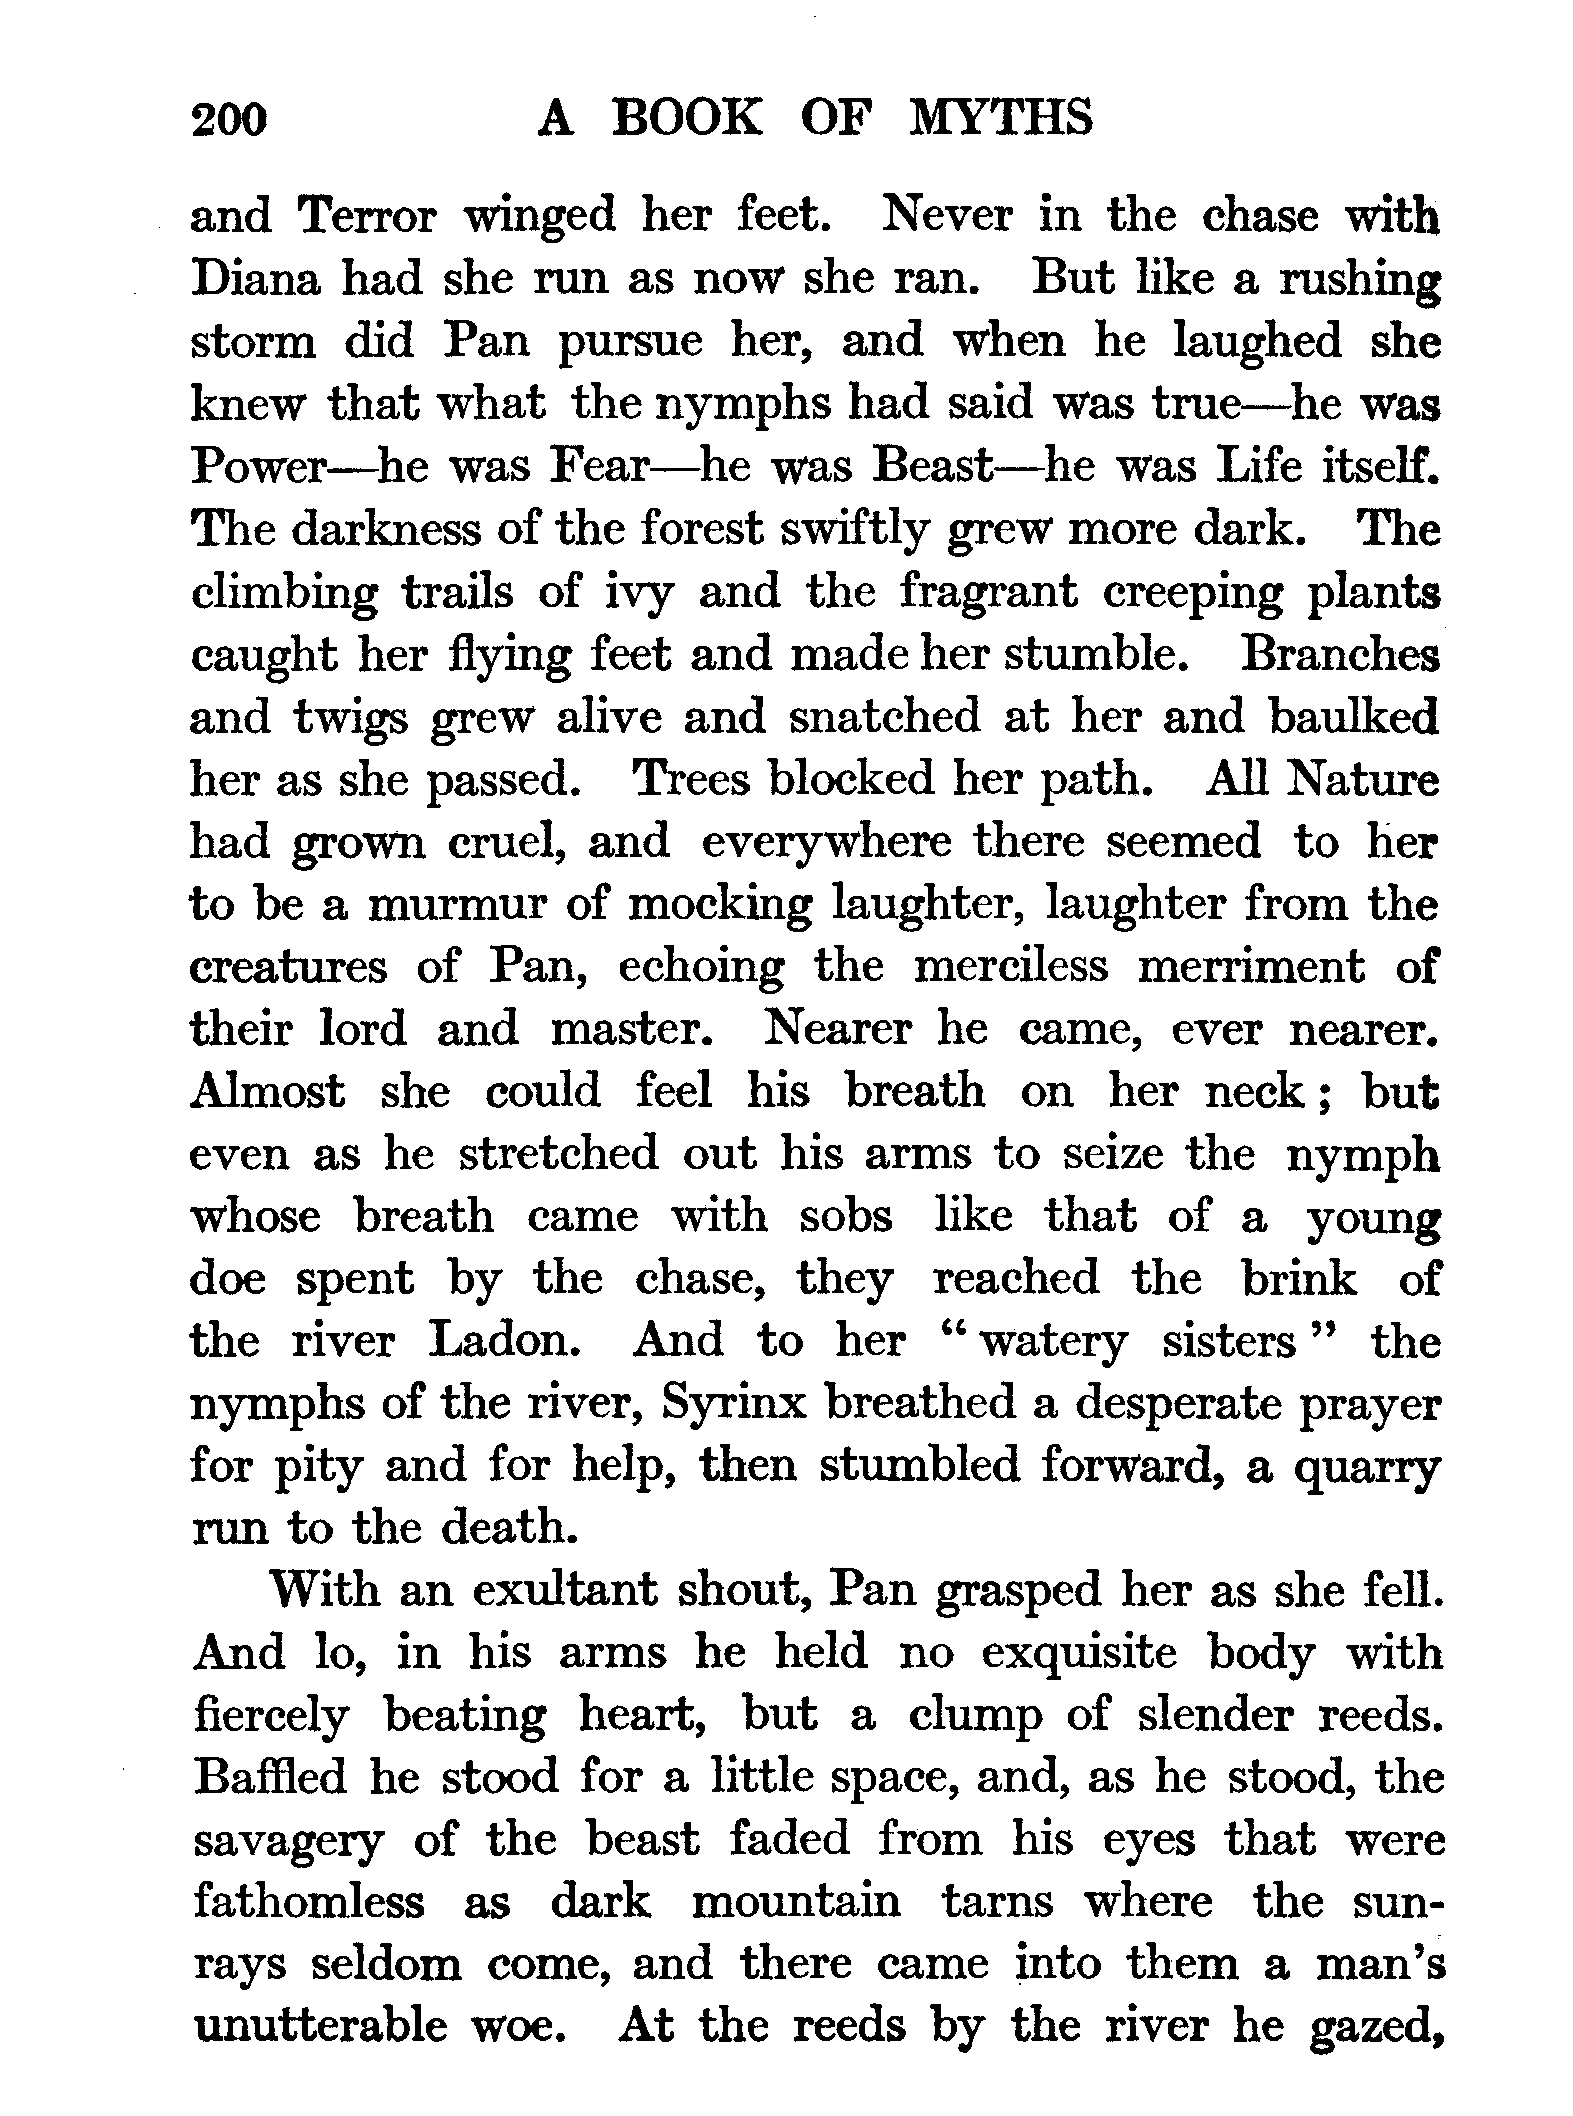 200 A BOOK OF MYTHS
and Terror winged her feet. Never in the chase with
Diana had she run as now she ran. But like a rushing
storm did Pan pursue her, and when he laughed she
knew that what the nymphs had said was true—he was
Power—he was Fear—he was Beast—he was Life itself.
The darkness of the forest swiftly grew more dark. The
climbing trails of ivy and the fragrant creeping plants
caught her flying feet and made her stumble. Branches
and twigs grew alive and snatched at her and baulked
her as she passed. Trees blocked her path. All Nature
had grown cruel, and everywhere there seemed to her
to be a murmur of mocking laughter, laughter from the
creatures of Pan, echoing the merciless merriment of
their lord and master. Nearer he came, ever nearer.
Almost she could feel his breath on her neck ; but
even as he stretched out his arms to seize the nymph
whose breath came with sobs like that of a young
doe spent by the chase, they reached the brink of
the river Ladon. And to her “ watery sisters ” the
nymphs of the river, Syrinx breathed a desperate prayer
for pity and for help, then stumbled forward, a quarry
run to the death.
With an exultant shout, Pan grasped her as she fell.
And lo, in his arms he held no exquisite body with
fiercely beating heart, but a clump of slender reeds.
Baffled he stood for a little space, and, as he stood, the
savagery of the beast faded from his eyes that were
fathomless as dark mountain tarns where the sun-
rays seldom come, and there came into them a man’s
unutterable woe. At the reeds by the river he gazed,